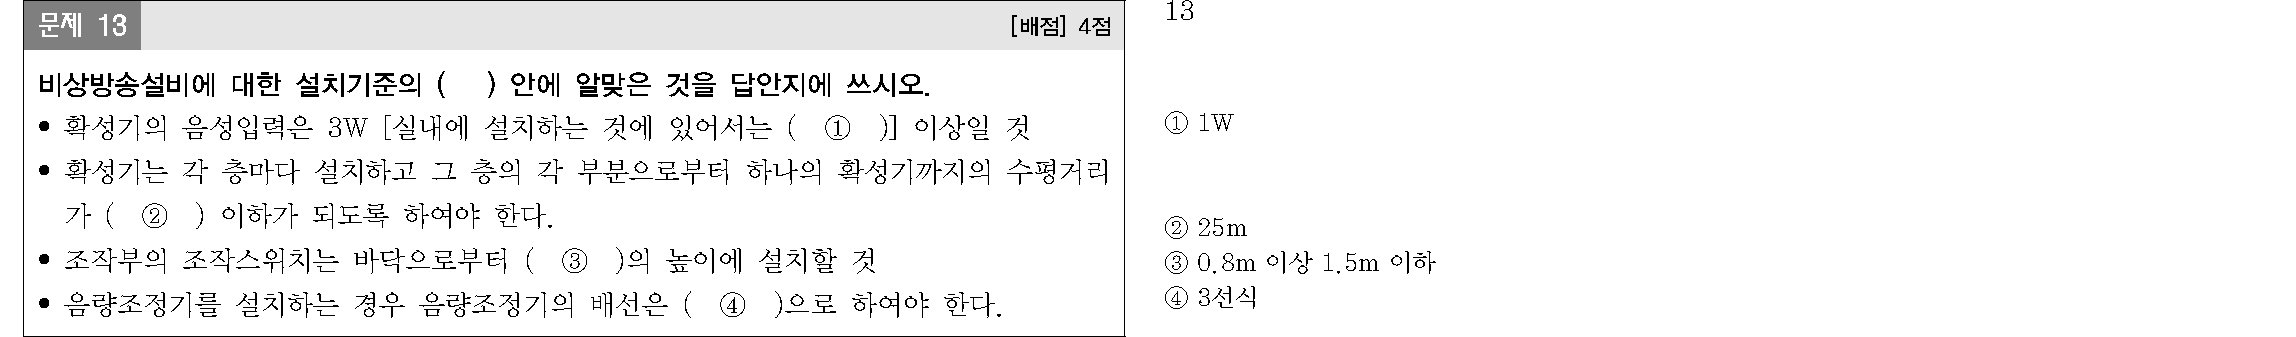 문제 13 [배점] 4점
비상방송설비에 대한 설치기준의 ( ) 안에 알맞은 것을 답안지에 쓰시오.
● 확성기의 음성입력은 3W [실내에 설치하는 것에 있어서는 ( ① )] 이상일 것
● 확성기는 각 층마다 설치하고 그 층의 각 부분으로부터 하나의 확성기까지의 수평거리
가 ( ② ) 이하가 되도록 하여야 한다.
● 조작부의 조작스위치는 바닥으로부터 ( ③ )의 높이에 설치할 것
● 음량조정기를 설치하는 경우 음량조정기의 배선은 ( ④ )으로 하여야 한다.
13
① 1W
② 25m
③ 0.8m 이상 1.5m 이하
④ 3선식